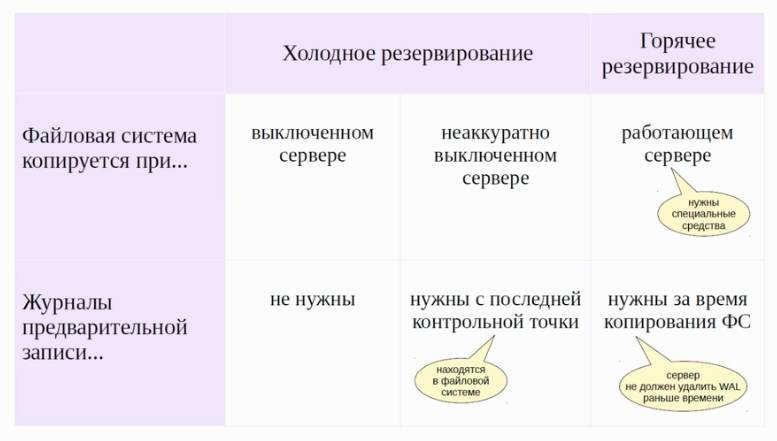 Холодное резервирование
Горячее
резервирование
Файловая система
копируется при...
выключенном
сервере
неаккуратно
выключенном
сервере
работающем
сервере
нужны
специальные
средства
Журналы
предварительной
записи...
не нужны
нужны с последней
контрольной точки
находятся
в файловой
системе
нужны за время
копирования ФС
сервер
не должен удалить WAL
раньше времени